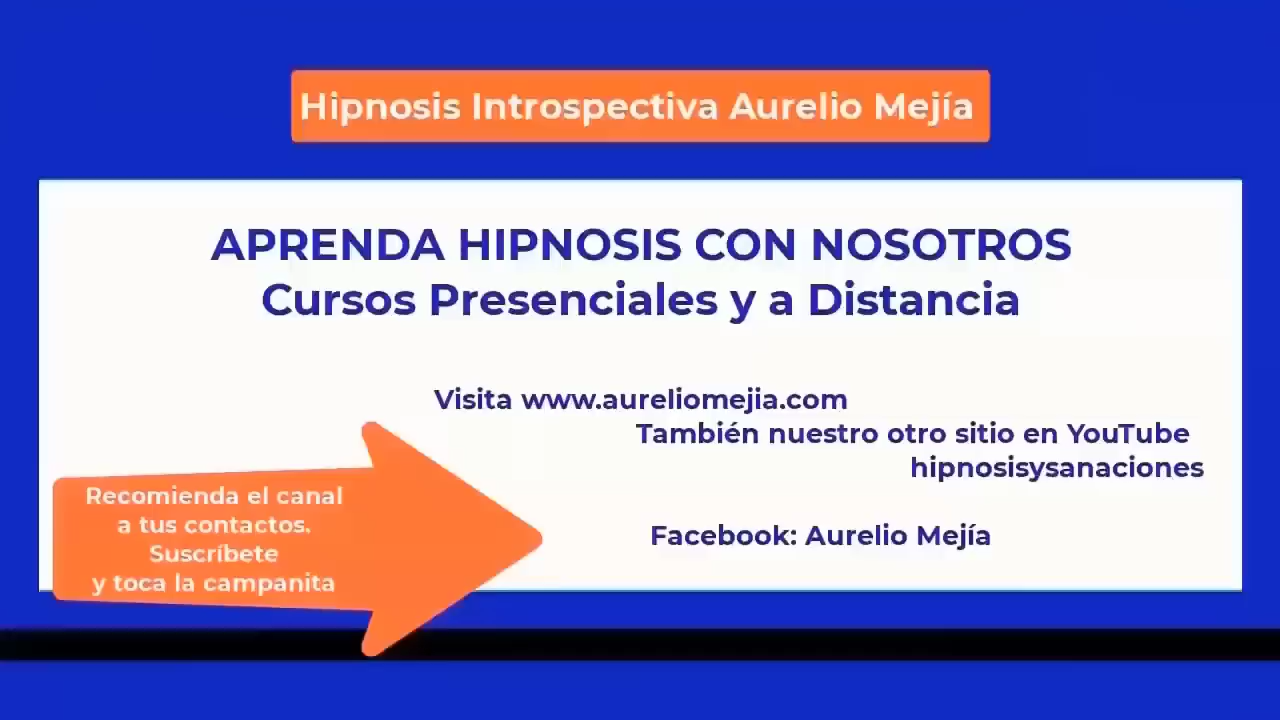 Hipnosis Introspectiva Aurelio Mejía
APRENDA HIPNOSIS CON NOSOTROS
Cursos Presenciales y a Distancia
Visita www.aureliomejia.com
También nuestro otro sitio en YouTube
hipnosisysanaciones
Facebook: Aurelio Mejía
Recomienda el canal
a tus contactos.
Suscríbete
y toca la campanita